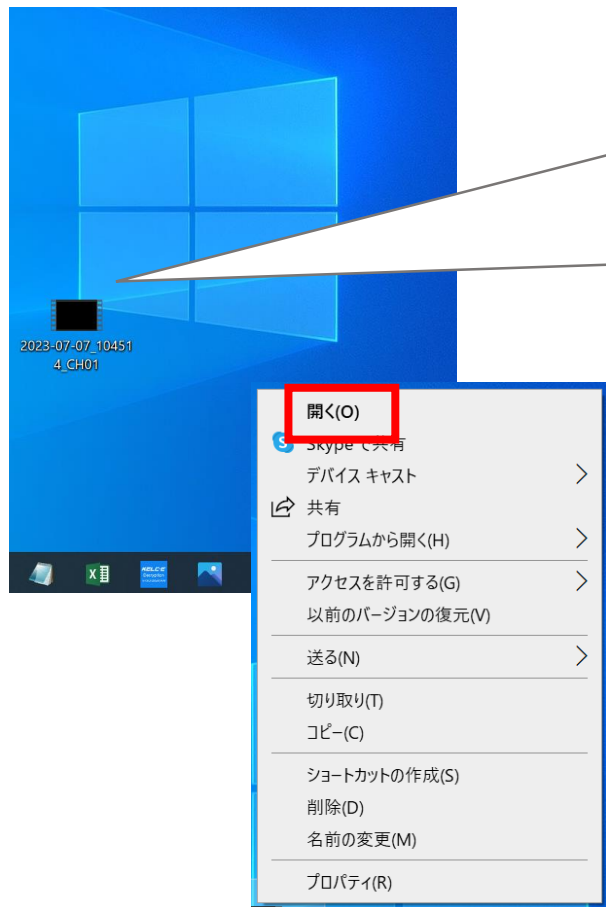 2023-07-07_10451
4_CH01
開く(O)
Skype で共有
デバイス キャスト
共有
プログラムから開く(H)
アクセスを許可する(G)
以前のバージョンの復元(V)
送る(N)
切り取り(T)
コピー(C)
ショートカットの作成(S)
削除(D)
名前の変更(M)
プロパティ(R)